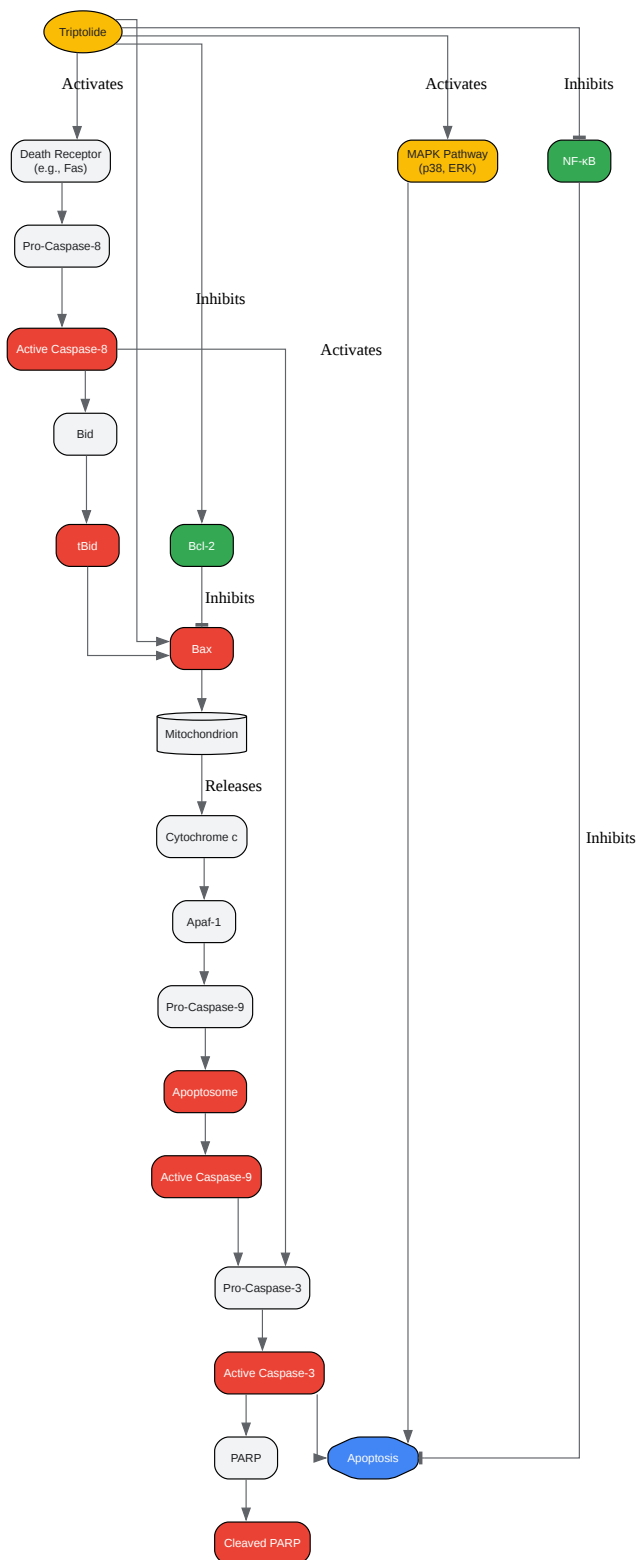 Triptolide
Activates
Activates
Inhibits
Death Receptor
(e.g., Fas)
MAPK Pathway
(p38, ERK)
NF-κB
Pro-Caspase-8
Inhibits
Active Caspase-8
Activates
Bid
tBid
Bcl-2
Inhibits
Bax
Mitochondrion
Releases
Cytochrome c
Inhibits
Apaf-1
Pro-Caspase-9
Apoptosome
Active Caspase-9
Pro-Caspase-3
Active Caspase-3
PARP
Apoptosis
Cleaved PARP